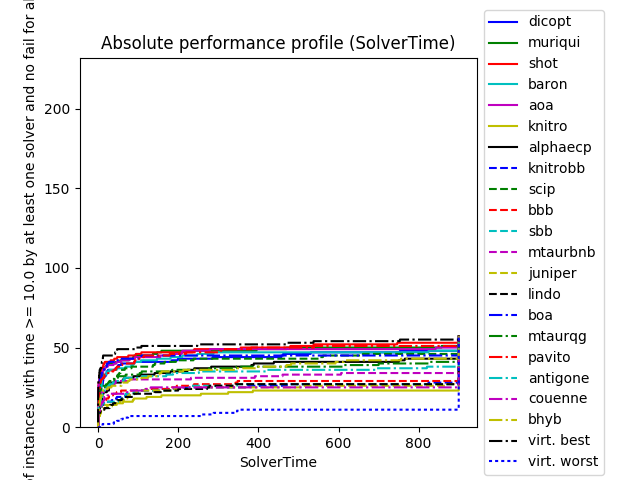 Absolute performance profile (SolverTime)
of instances with time >= 10.0 by at least one solver and no fail for
200
150
100
50
0
0
200
400
600
800
SolverTime
dicopt
muriqui
shot
baron
aoa
knitro
alphaecp
knitrobb
scip
bbb
sbb
mtaurbnb
juniper
lindo
boa
mtaurqg
pavito
antigone
couenne
bhyb
virt. best
virt. worst